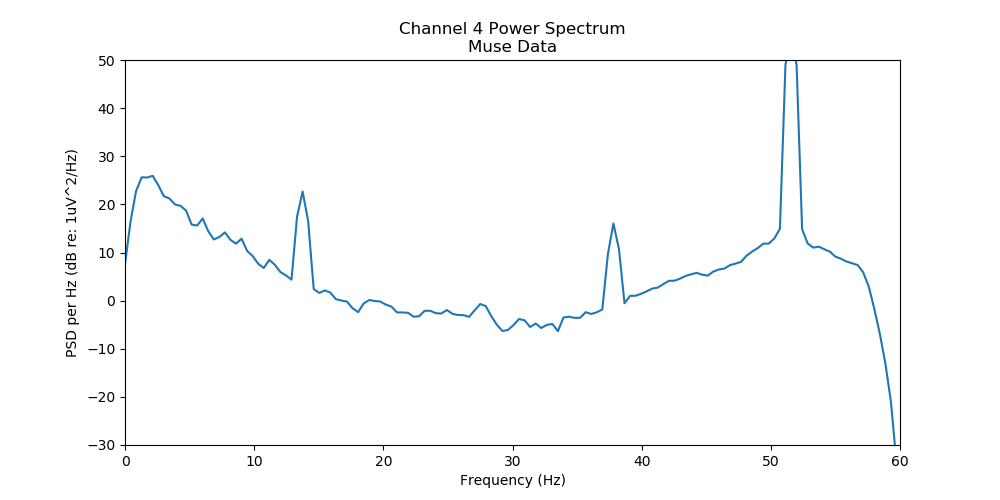 Channel 4 Power Spectrum
Muse Data
50
40
30
20
10
0
−10
−20
−30
PSD per Hz (dB re: 1uV^2/Hz)
0 10 20 30 40 50 60
Frequency (Hz)